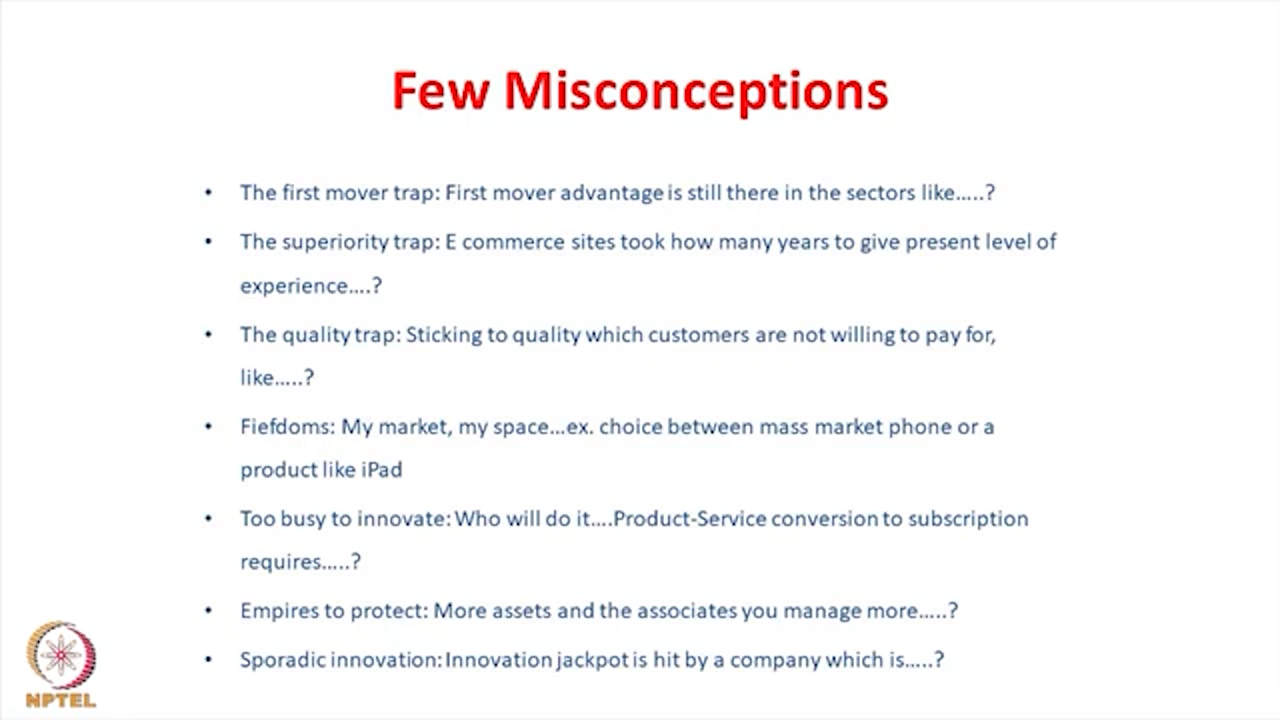 Few Misconceptions
• The first mover trap: First mover advantage is still there in the sectors like.....?
• The superiority trap: E commerce sites took how many years to give present level of
experience....?
• The quality trap: Sticking to quality which customers are not willing to pay for,
like.....?
• Fiefdoms: My market, my space...ex. choice between mass market phone or a
product like iPad
• Too busy to innovate: Who will do it....Product-Service conversion to subscription
requires.....?
• Empires to protect: More assets and the associates you manage more.....?
• Sporadic innovation: Innovation jackpot is hit by a company which is.....?
NPTEL